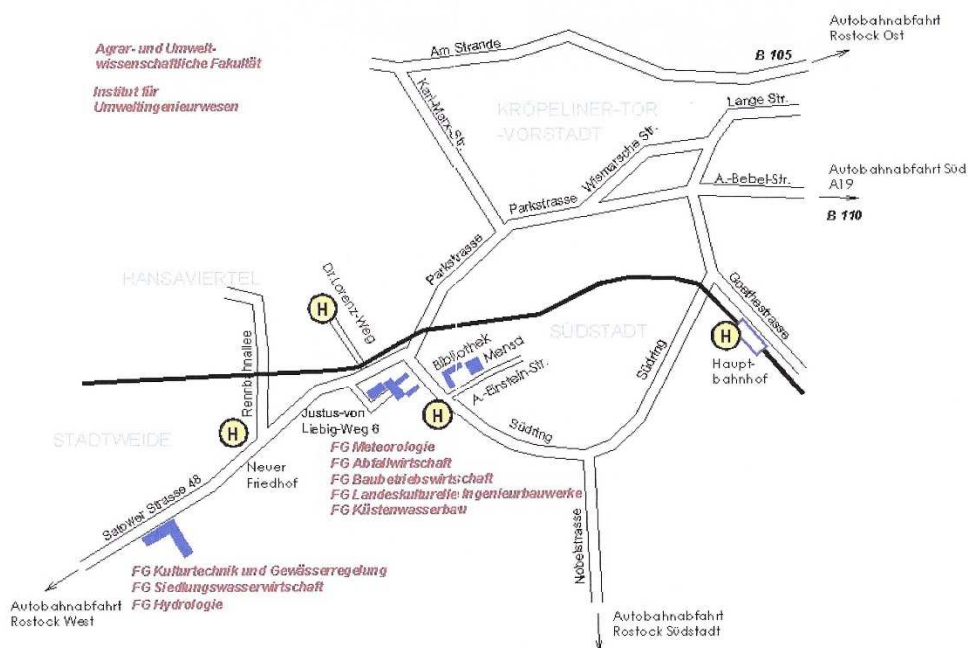 Autobahnabfahrt
Rostock Ost
Agrar- und Umwelt-
wissenschaftliche Fakultät
Am Strande
B 105
Institut für
Umweltingenieurwesen
Karl-Marx-Str.
KRÖPELINER-TOR
-VORSTADT
Lange Str.
Wismarsche Str.
Autobahnabfahrt Süd
A19
A.-Bebel-Str.
Parkstrasse
B 110
Parkstrasse
HANSAVIERTEL
Dr.Lorenz-Weg
Goethestrasse
H
SÜDSTADT
H
Haupt-
bahnhof
Bibliothek
Mensa
A.-Einstein-Str.
Südring
Rennbahnallee
Justus-von
Liebig-Weg 6
H
H
STADTWEIDE
Südring
Neuer
Friedhof
FG Meteorologie
FG Abfallwirtschaft
FG Baubetriebswirtschaft
FG Landeskulturelle Ingenieurbauwerke
FG Küstenwasserbau
Satower Strasse 48
Nobelstrasse
FG Kulturtechnik und Gewässerregelung
FG Siedlungswasserwirtschaft
FG Hydrologie
Autobahnabfahrt
Rostock West
Autobahnabfahrt
Rostock Südstadt